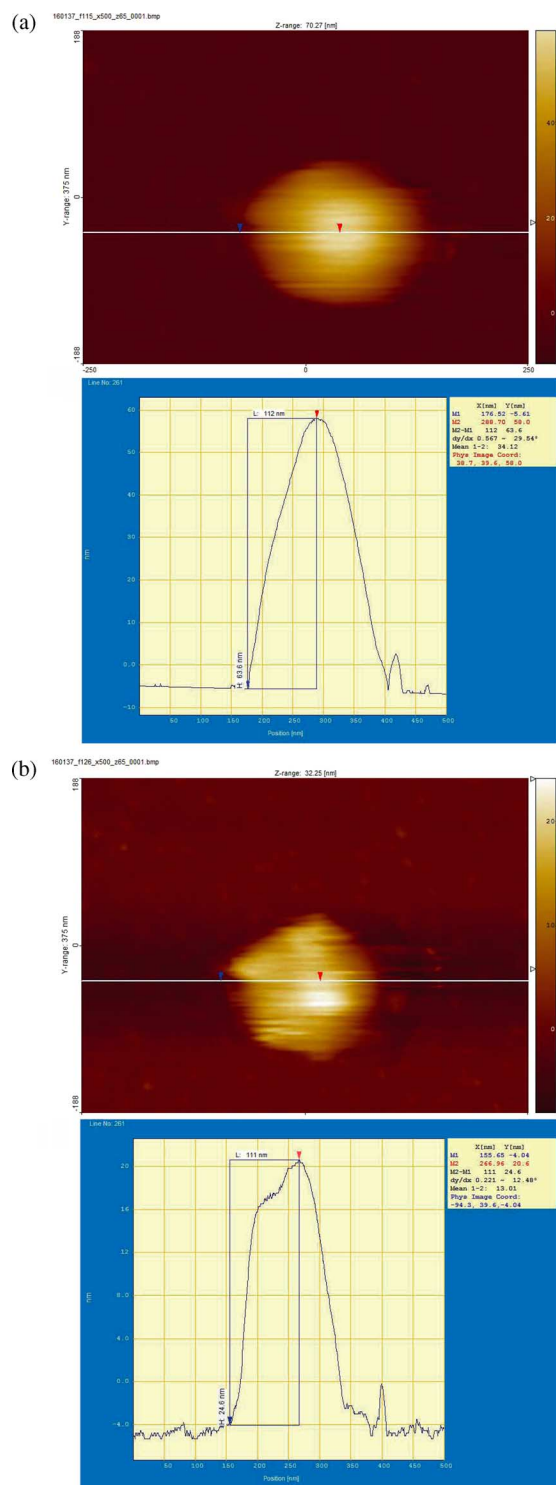 (a)
160137_f115_x500_z65_0001.bmp
Z-range: 70.27 [nm]
188
Y-range: 375 nm
0
-188
-250
0
250
40
20
0
Line No: 261
L: 112 nm
H: 63.6 nm
60
50
40
30
20
10
0.0
-10
nm
50 100 150 200 250 300 350 400 450 500
Position [nm]
X[nm] Y[nm]
M1 176.52 -5.61
M2 288.70 58.0
M2-M1 112 63.6
dy/dx 0.567 - 29.54°
Mean 1-2: 34.12
Phys Image Coord:
38.7, 39.6, 58.0
(b)
160137_f126_x500_z65_0001.bmp
Z-range: 32.25 [nm]
188
Y-range: 375 nm
0
-188
20
10
0
Line No: 261
L: 111 nm
H: 24.6 nm
20
16
12
8.0
4.0
0.0
-4.0
nm
50 100 150 200 250 300 350 400 450 500
Position [nm]
X[nm] Y[nm]
M1 155.65 -4.04
M2 266.96 20.6
M2-M1 111 24.6
dy/dx 0.221 - 12.48°
Mean 1-2: 13.01
Phys Image Coord:
-94.3, 39.6,-4.04